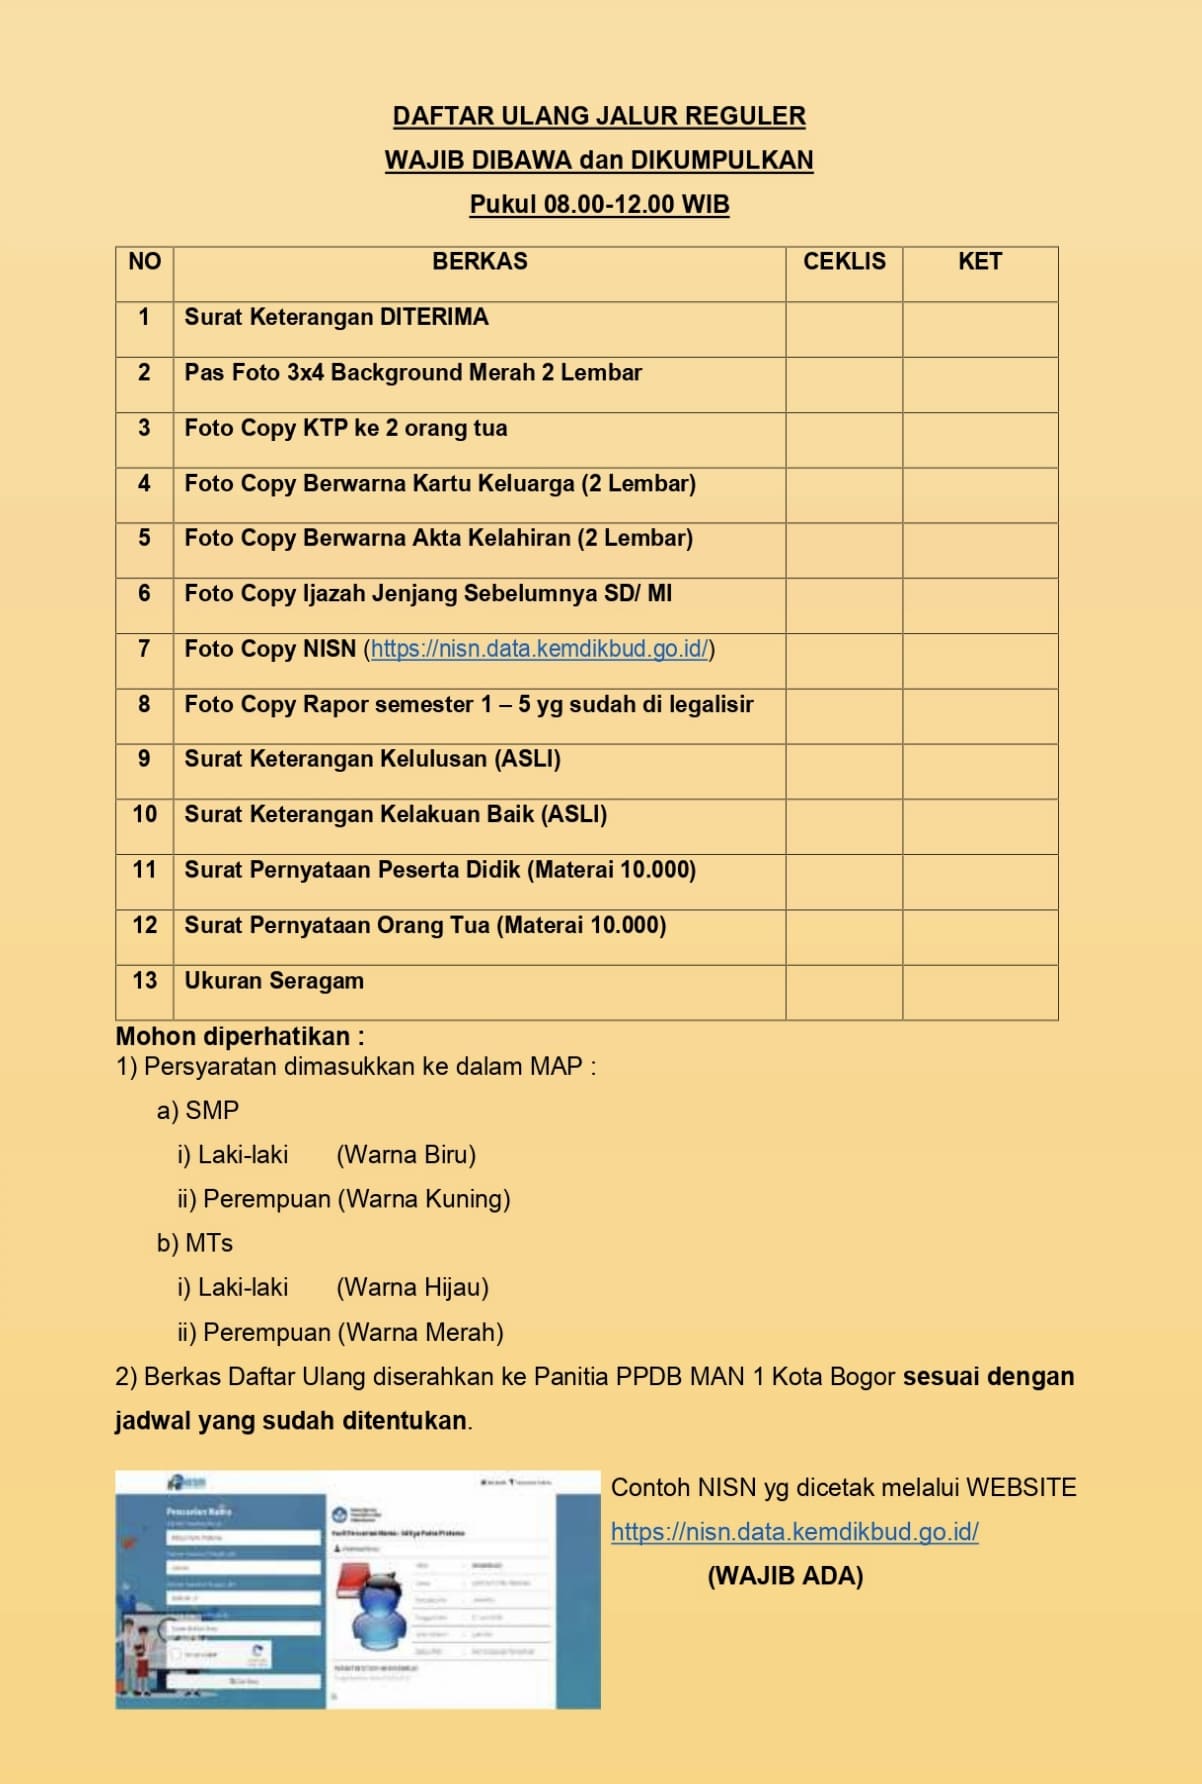 DAFTAR ULANG JALUR REGULER
WAJIB DIBAWA dan DIKUMPULKAN
Pukul 08.00-12.00 WIB
NO BERKAS CEKLIS KET
1 Surat Keterangan DITERIMA
2 Pas Foto 3x4 Background Merah 2 Lembar
3 Foto Copy KTP ke 2 orang tua
4 Foto Copy Berwarna Kartu Keluarga (2 Lembar)
5 Foto Copy Berwarna Akta Kelahiran (2 Lembar)
6 Foto Copy Ijazah Jenjang Sebelumnya SD/ MI
7 Foto Copy NISN (https://nisn.data.kemdikbud.go.id/)
8 Foto Copy Rapor semester 1 – 5 yg sudah di legalisir
9 Surat Keterangan Kelulusan (ASLI)
10 Surat Keterangan Kelakuan Baik (ASLI)
11 Surat Pernyataan Peserta Didik (Materai 10.000)
12 Surat Pernyataan Orang Tua (Materai 10.000)
13 Ukuran Seragam
Mohon diperhatikan :
1) Persyaratan dimasukkan ke dalam MAP :
a) SMP
i) Laki-laki (Warna Biru)
ii) Perempuan (Warna Kuning)
b) MTs
i) Laki-laki (Warna Hijau)
ii) Perempuan (Warna Merah)
2) Berkas Daftar Ulang diserahkan ke Panitia PPDB MAN 1 Kota Bogor sesuai dengan
jadwal yang sudah ditentukan.
Pencarian Nama
Contoh NISN yg dicetak melalui WEBSITE
https://nisn.data.kemdikbud.go.id/
(WAJIB ADA)